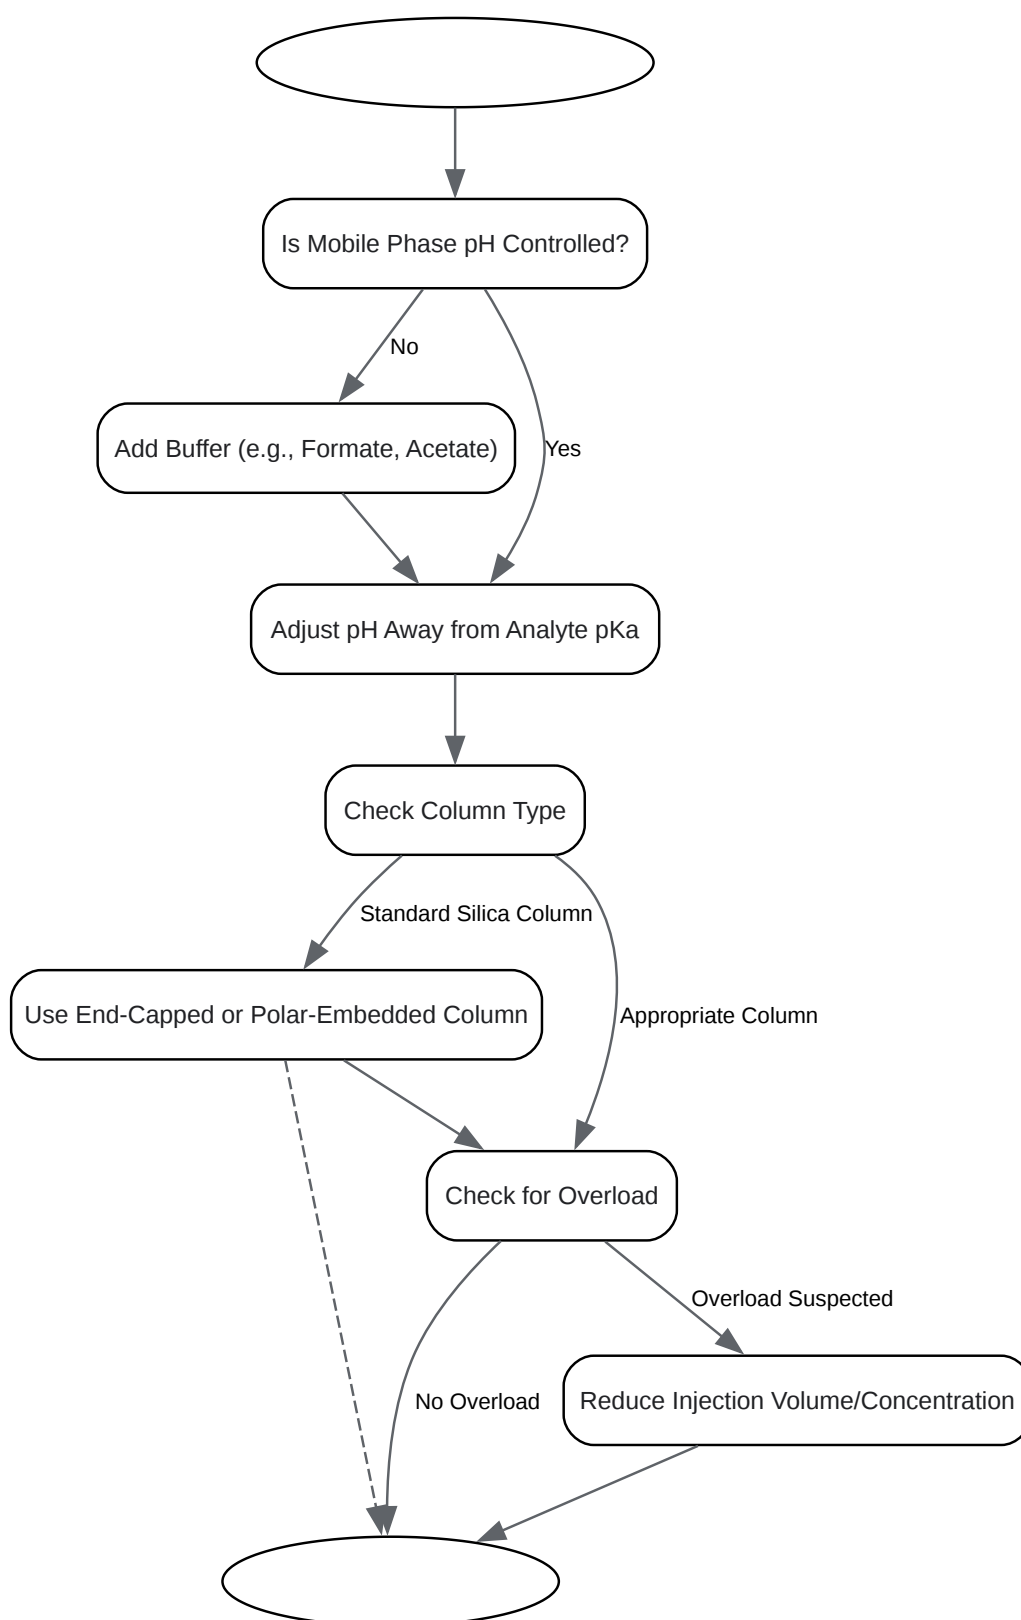 Is Mobile Phase pH Controlled?
No
Add Buffer (e.g., Formate, Acetate)
Yes
Adjust pH Away from Analyte pKa
Check Column Type
Standard Silica Column
Use End-Capped or Polar-Embedded Column
Appropriate Column
Check for Overload
Overload Suspected
No Overload
Reduce Injection Volume/Concentration